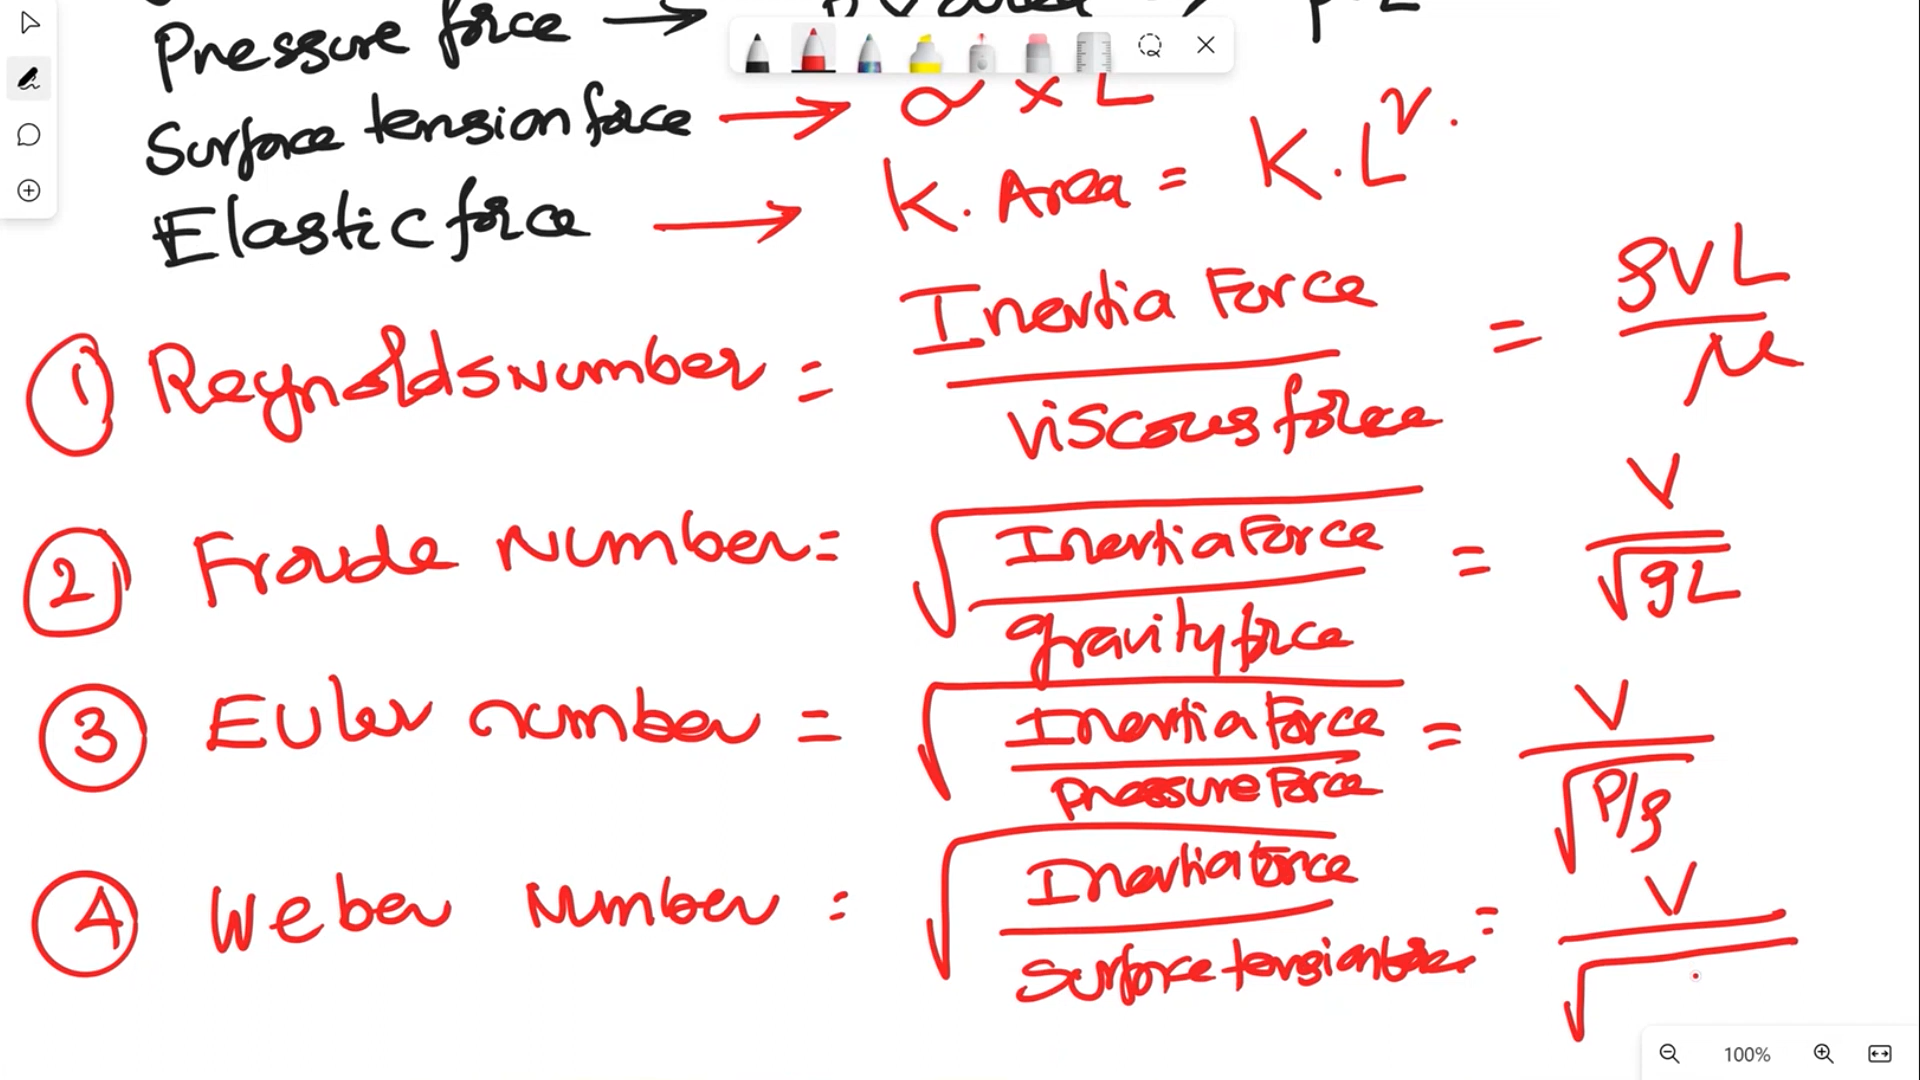 Pressure force →
Surface tension force → σ × L
Elastic force → K. Area = K.L².
① Reynolds Number = Inertia Force / Viscous force = ρVL / μ
② Froude Number = √ Inertia Force / gravity force = V / √gL
③ Euler number = √ Inertia Force / Pressure Force = V / √P/ρ
④ Weber Number = √ Inertia force / Surface tension force = V / √
100%